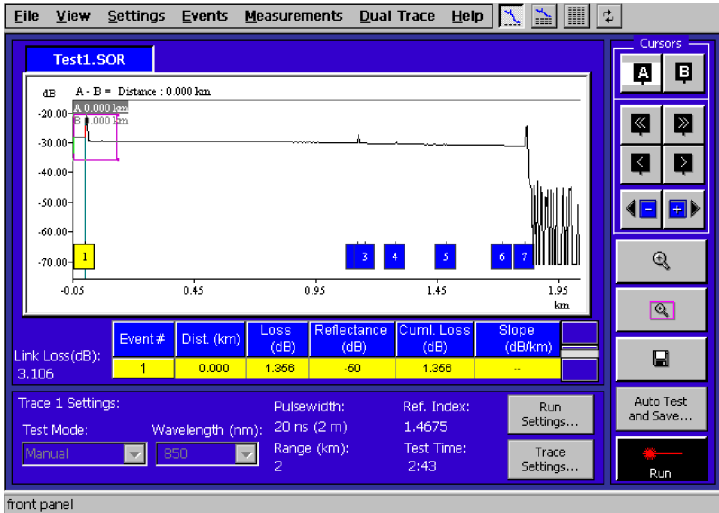 File View Settings Events Measurements Dual Trace Help
Test1.SOR
Cursors
A B
dB A - B = Distance : 0.000 km
A 0.000 km
B 0.000 km
-20.00
-30.00
-40.00
-50.00
-60.00
-70.00
1 3 4 5 6 7
-0.05 0.45 0.95 1.45 1.95
km
Event # Dist. (km) Loss (dB) Reflectance (dB) Cuml. Loss (dB) Slope (dB/km)
Link Loss(dB):
3.106
1 0.000 1.356 -60 1.356 --
Trace 1 Settings:
Test Mode:
Manual
Wavelength (nm):
850
Pulsewidth:
20 ns (2 m)
Range (km):
2
Ref. Index:
1.4675
Test Time:
2:43
Run
Settings...
Trace
Settings...
Auto Test
and Save...
Run
front panel